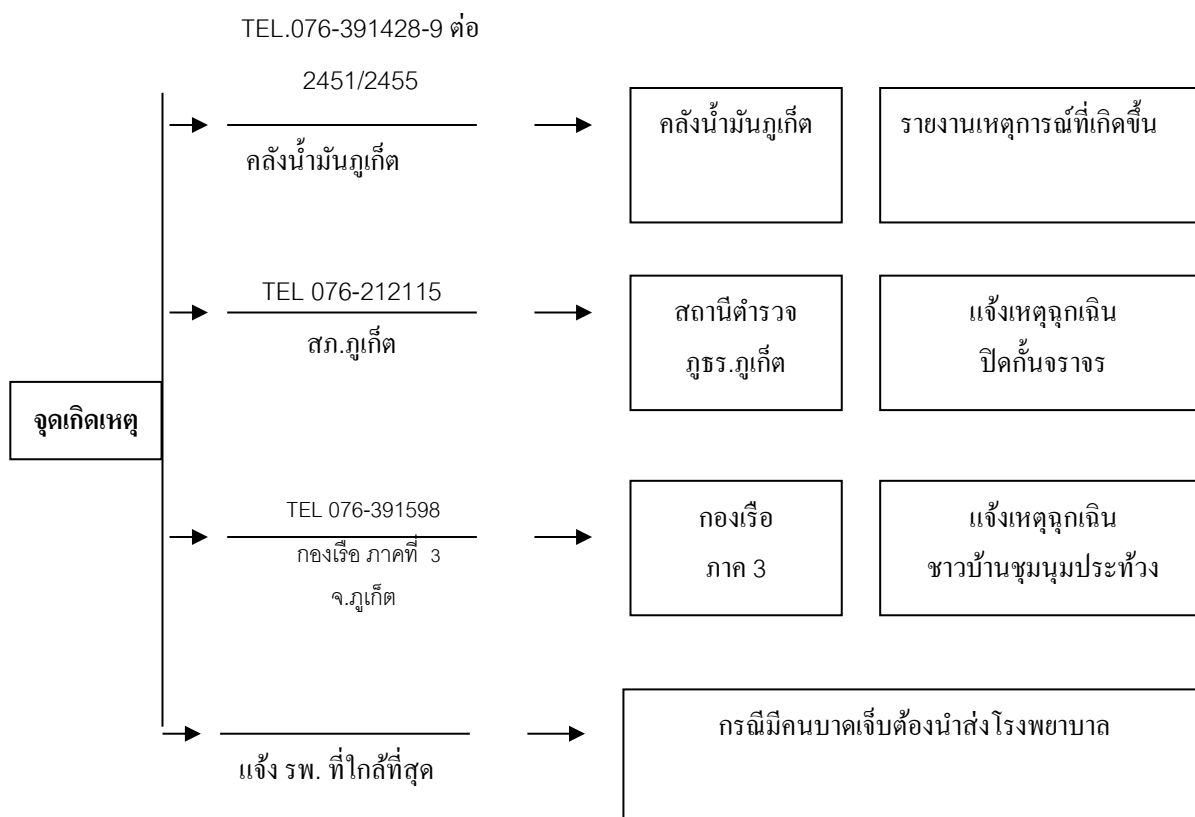 TEL.076-391428-9 ต่อ
2451/2455
คลังน้ำมันภูเก็ต
คลังน้ำมันภูเก็ต
รายงานเหตุการณ์ที่เกิดขึ้น
TEL 076-212115
สภ.ภูเก็ต
สถานีตำรวจ
ภูธร.ภูเก็ต
แจ้งเหตุฉุกเฉิน
ปิดกั้นจราจร
จุดเกิดเหตุ
TEL 076-391598
กองเรือ ภาคที่ 3
จ.ภูเก็ต
กองเรือ
ภาค 3
แจ้งเหตุฉุกเฉิน
ชาวบ้านชุมนุมประท้วง
แจ้ง รพ. ที่ใกล้ที่สุด
กรณีมีคนบาดเจ็บต้องนำส่งโรงพยาบาล